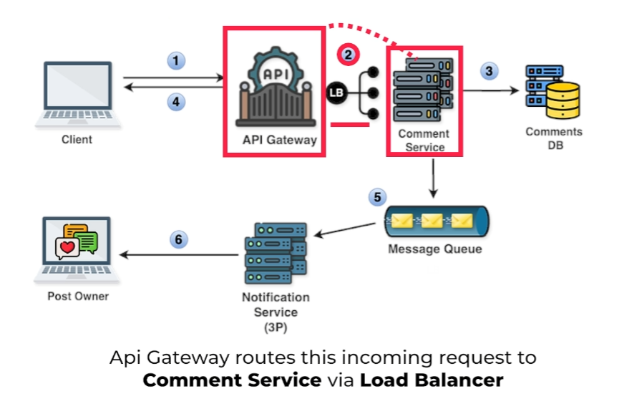 1
2
3
4
API
LB
Client
API Gateway
Comment
Service
Comments
DB
5
Message Queue
6
Post Owner
Notification
Service
(3P)
Api Gateway routes this incoming request to
Comment Service via Load Balancer